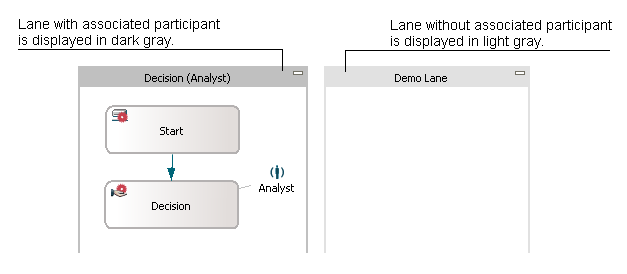 Lane with associated participant
is displayed in dark gray.
Lane without associated participant
is displayed in light gray.
Decision (Analyst)
Demo Lane
Start
Analyst
Decision